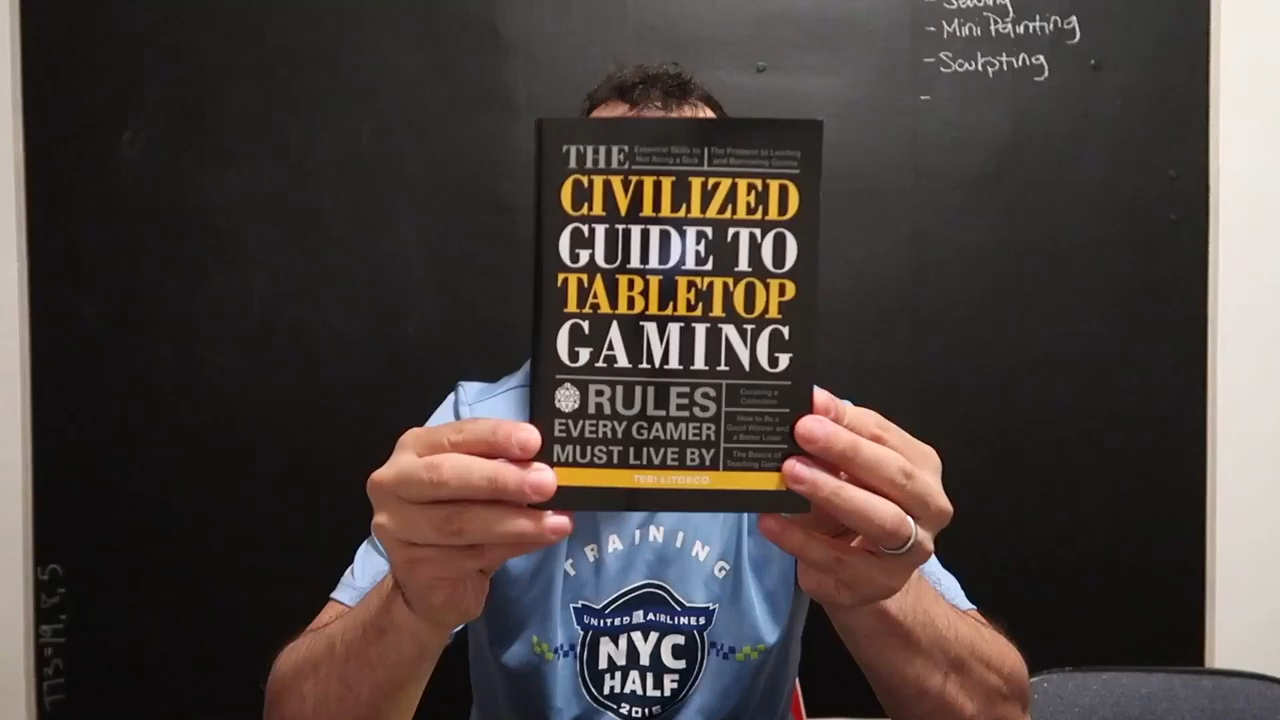 - Sewing
- Mini Painting
- Sculpting
-
THE
Essential Skills to
Not Being a Dick
The Protocol to Lending
and Borrowing Games
CIVILIZED
GUIDE TO
TABLETOP
GAMING
RULES
EVERY GAMER
MUST LIVE BY
Curating a
Collection
How to Be a
Good Winner and
a Better Loser
The Basics of
Teaching Games
TERI LITORCO
TRAINING
UNITED AIRLINES
NYC
HALF